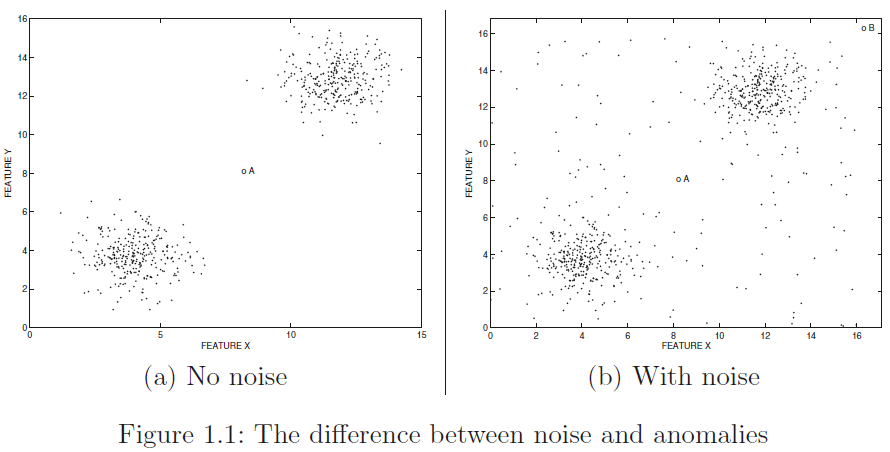 16
14
12
10
8
6
4
2
0
FEATURE Y
A
0 5 10 15
FEATURE X
(a) No noise
16
14
12
10
8
6
4
2
0
FEATURE Y
B
A
0 2 4 6 8 10 12 14 16
FEATURE X
(b) With noise
Figure 1.1: The difference between noise and anomalies